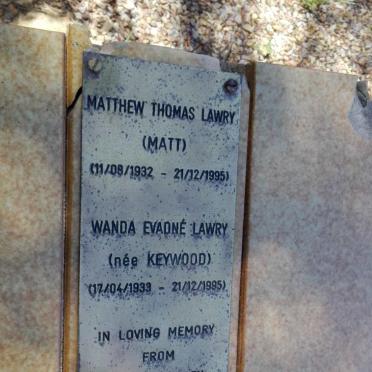 MATTHEW THOMAS LAWRY
(MATT)
(11/08/1932 - 21/12/1995)
WANDA EVADNÉ LAWRY
(née KEYWOOD)
(17/04/1933 - 21/12/1995)
IN LOVING MEMORY
FROM